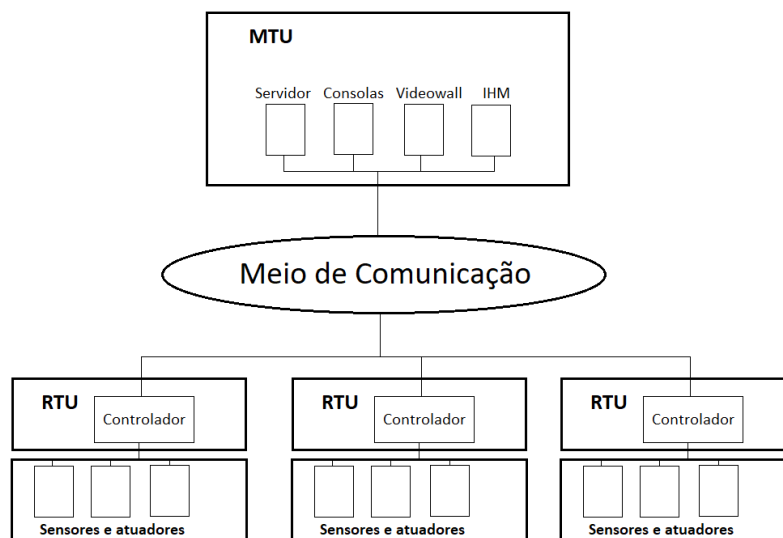 MTU
Servidor Consolas Videowall IHM
Meio de Comunicação
RTU RTU RTU
Controlador Controlador Controlador
Sensores e atuadores Sensores e atuadores Sensores e atuadores